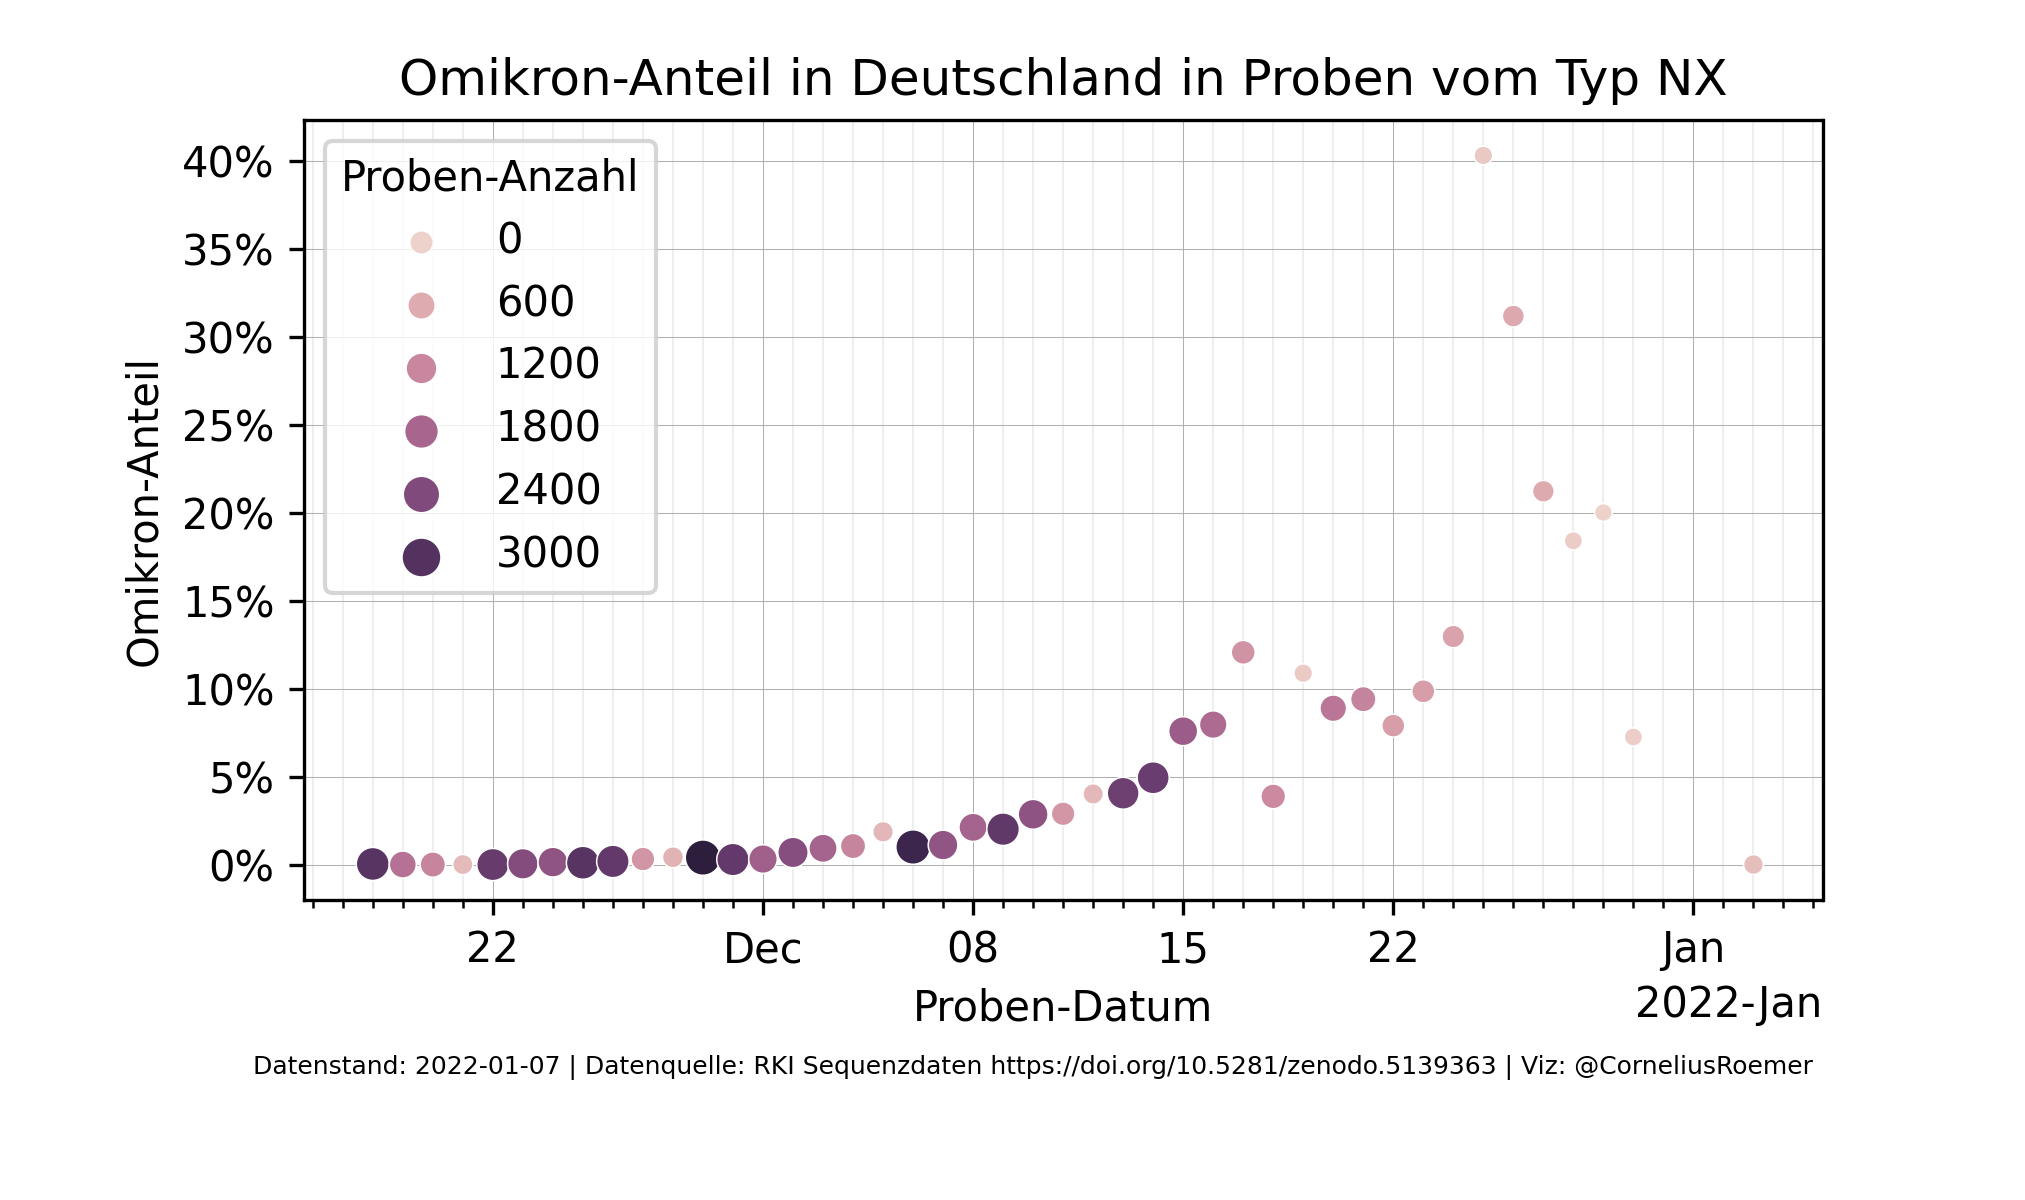 Omikron-Anteil in Deutschland in Proben vom Typ NX
Proben-Anzahl
0
600
1200
1800
2400
3000
40%
35%
30%
25%
20%
15%
10%
5%
0%
Omikron-Anteil
22 Dec 08 15 22 Jan
Proben-Datum
2022-Jan
Datenstand: 2022-01-07 | Datenquelle: RKI Sequenzdaten https://doi.org/10.5281/zenodo.5139363 | Viz: @CorneliusRoemer